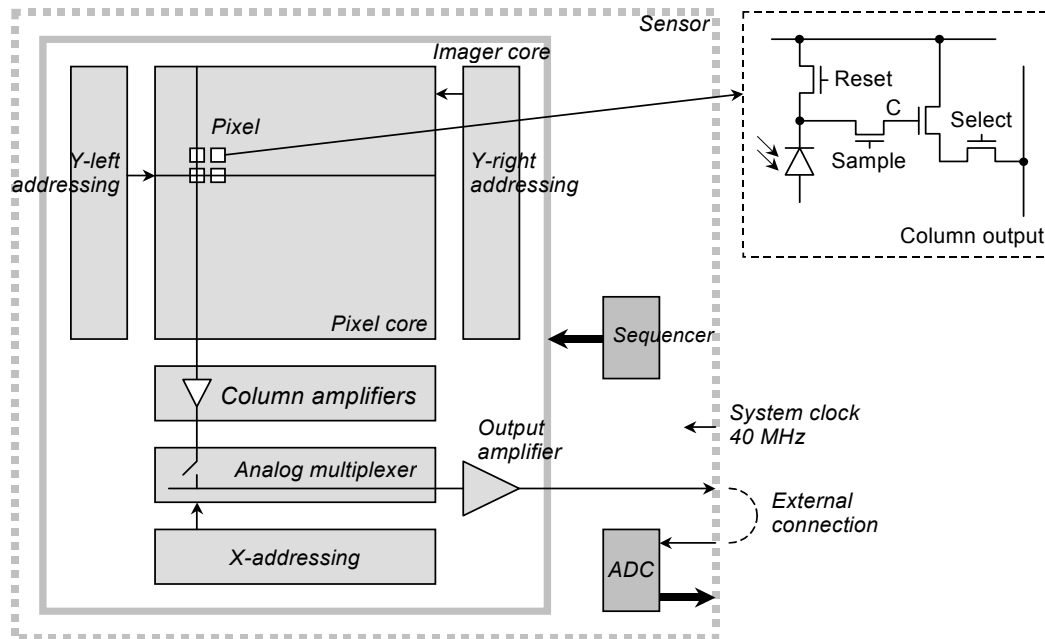 Sensor
Imager core
Reset
C
Select
Sample
Column output
Pixel
Y-left
addressing
Y-right
addressing
Pixel core
Sequencer
Column amplifiers
System clock
40 MHz
Output
amplifier
Analog multiplexer
External
connection
X-addressing
ADC